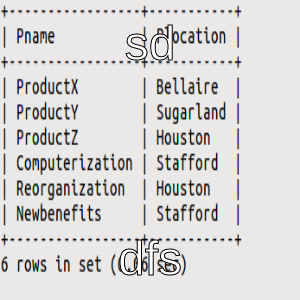 +----------------+-----------+
| Pname | Plocation |
sd
+----------------+-----------+
| ProductX | Bellaire |
| ProductY | Sugarland |
| ProductZ | Houston |
| Computerization | Stafford |
| Reorganization | Houston |
| Newbenefits | Stafford |
+----------------+-----------+
6 rows in set ( sec)
dfs